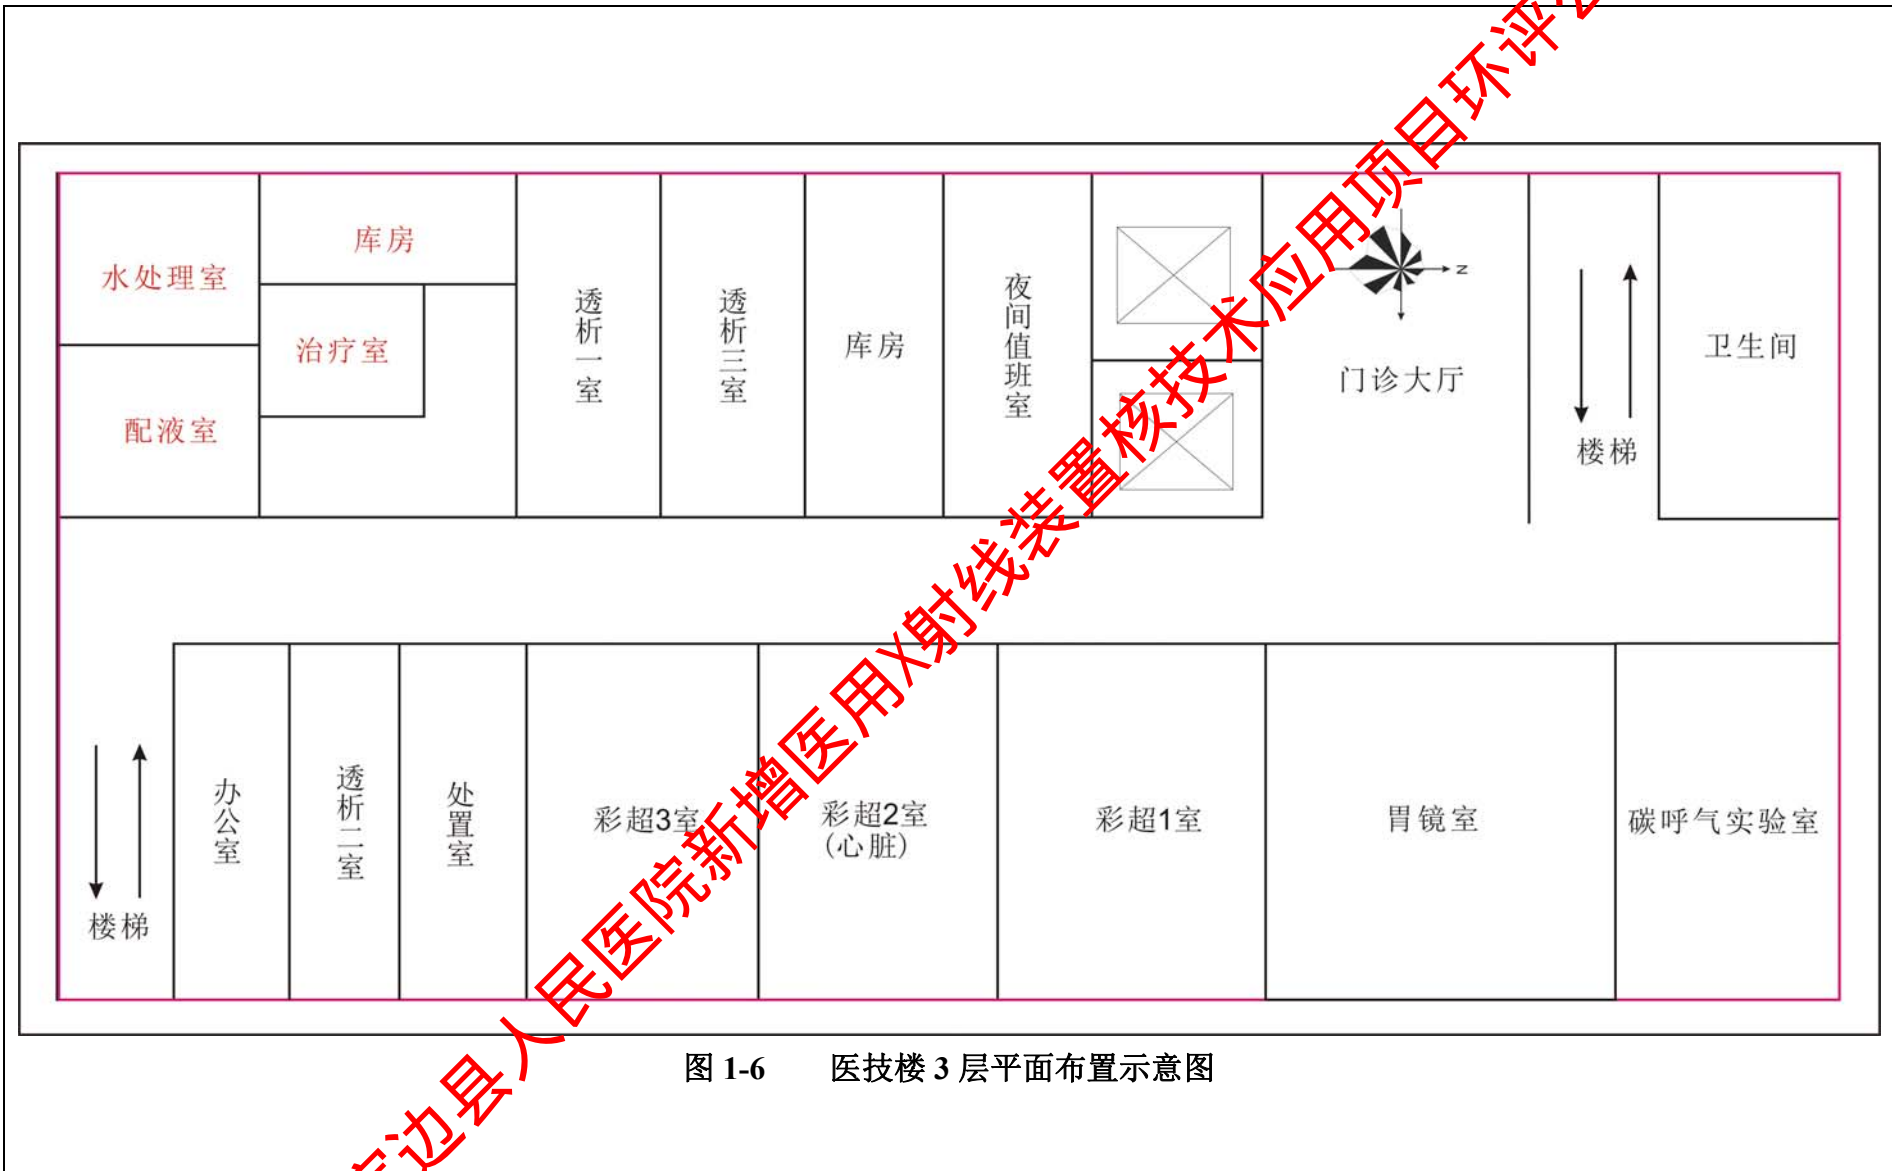 水处理室
库房
治疗室
配液室
透析一室
透析三室
库房
夜间值班室
N
门诊大厅
楼梯
卫生间
楼梯
办公室
透析二室
处置室
彩超3室
彩超2室
(心脏)
彩超1室
胃镜室
碳呼气实验室
边县人民医院新增医用X射线装置核技术应用项目环评
图 1-6 医技楼 3 层平面布置示意图